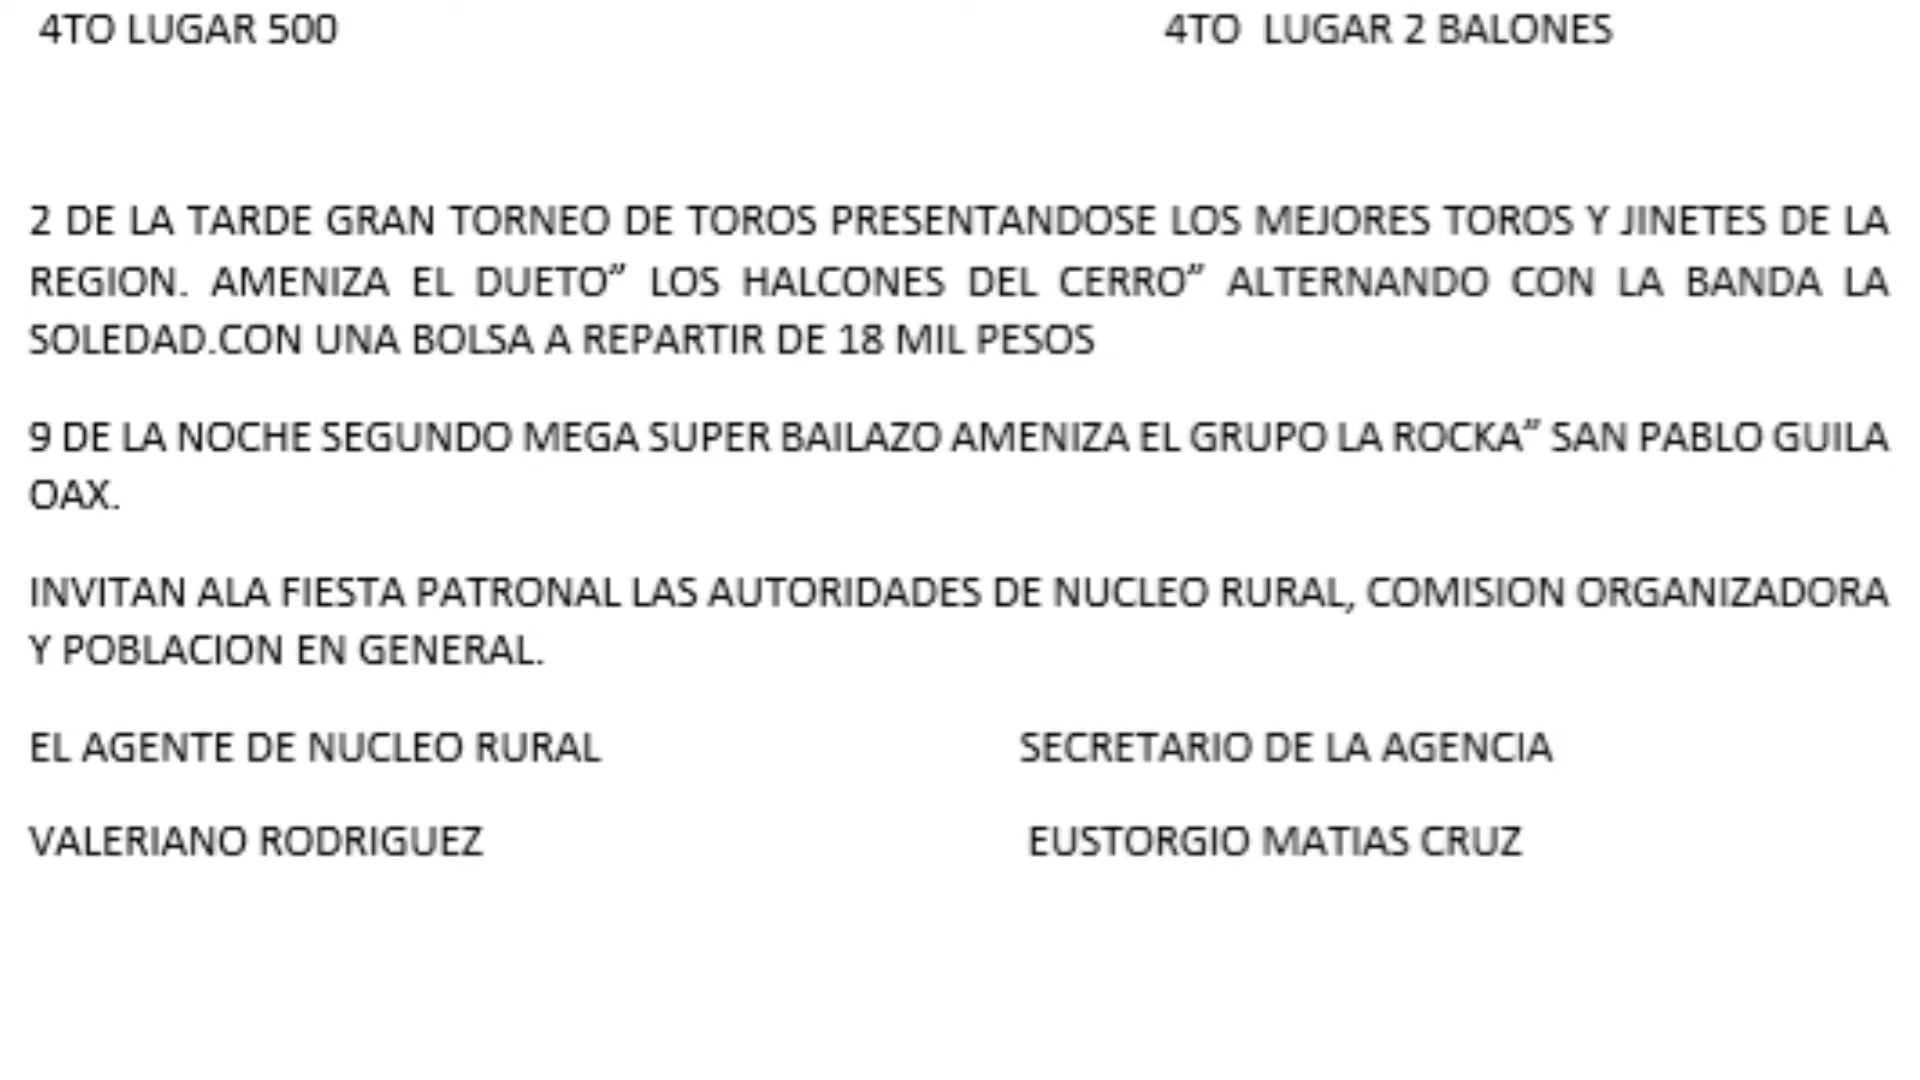 4TO LUGAR 500 4TO LUGAR 2 BALONES
2 DE LA TARDE GRAN TORNEO DE TOROS PRESENTANDOSE LOS MEJORES TOROS Y JINETES DE LA
REGION. AMENIZA EL DUETO” LOS HALCONES DEL CERRO” ALTERNANDO CON LA BANDA LA
SOLEDAD.CON UNA BOLSA A REPARTIR DE 18 MIL PESOS
9 DE LA NOCHE SEGUNDO MEGA SUPER BAILAZO AMENIZA EL GRUPO LA ROCKA” SAN PABLO GUILA
OAX.
INVITAN ALA FIESTA PATRONAL LAS AUTORIDADES DE NUCLEO RURAL, COMISION ORGANIZADORA
Y POBLACION EN GENERAL.
EL AGENTE DE NUCLEO RURAL SECRETARIO DE LA AGENCIA
VALERIANO RODRIGUEZ EUSTORGIO MATIAS CRUZ